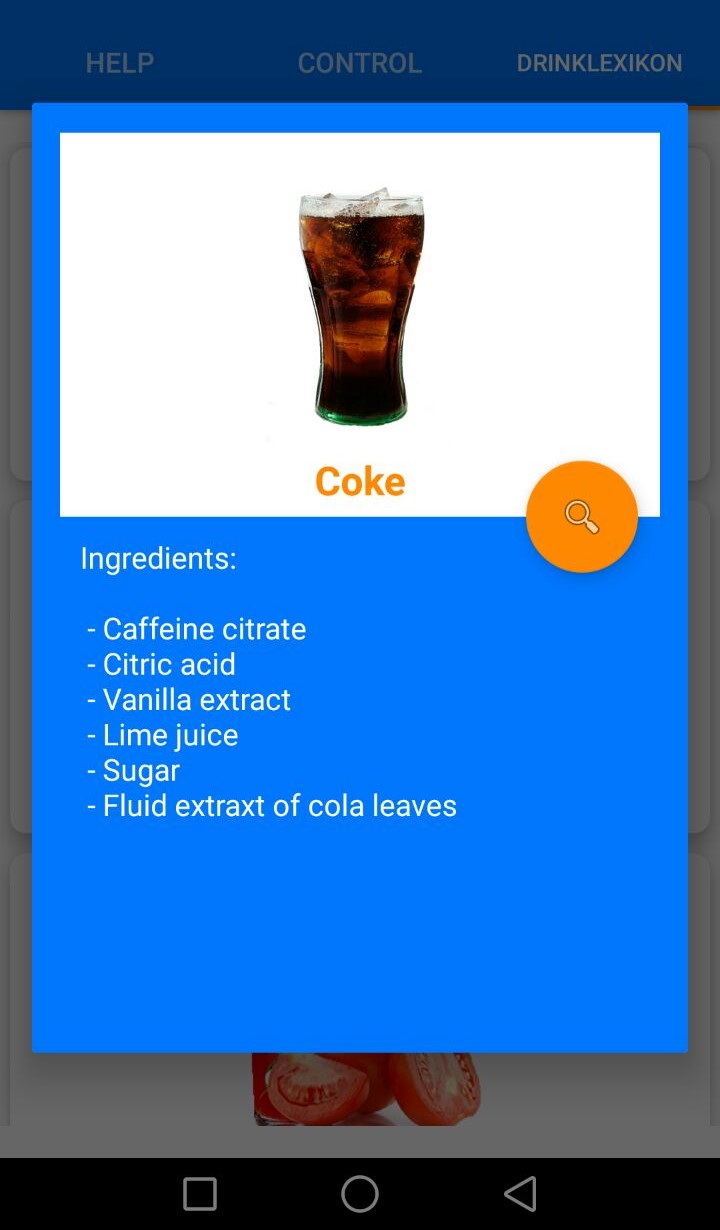 HELP CONTROL DRINKLEXIKON
Coke
Ingredients:
- Caffeine citrate
- Citric acid
- Vanilla extract
- Lime juice
- Sugar
- Fluid extraxt of cola leaves